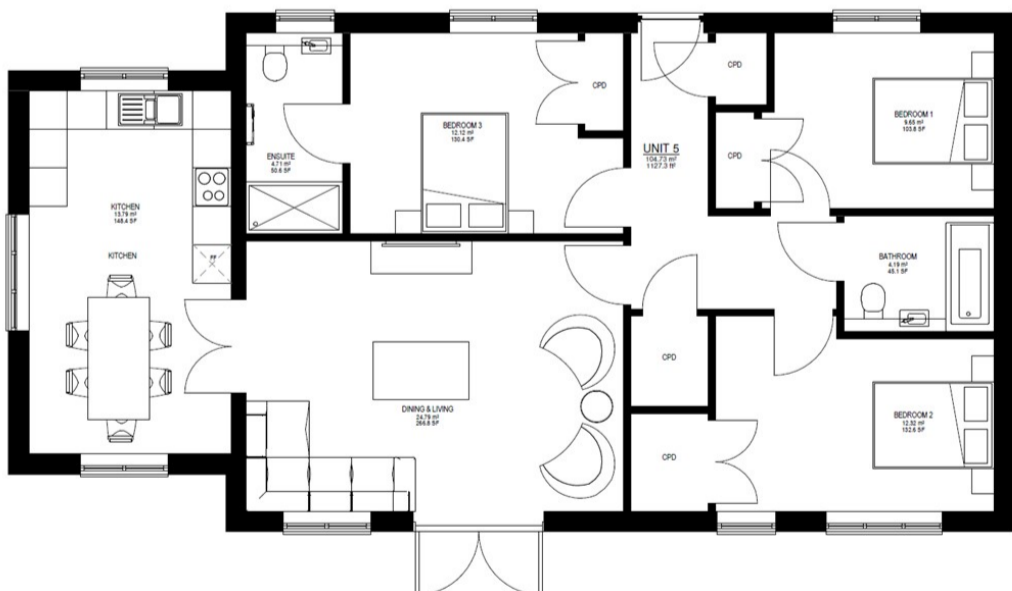 CPD
BEDROOM 3
12.12 m²
130.4 SF
CPD
BEDROOM 1
9.65 m²
103.8 SF
UNIT 5
104.73 m²
1127.3 ft²
ENSUITE
4.71 m²
50.6 SF
CPD
KITCHEN
13.79 m²
148.4 SF
KITCHEN
FF
BATHROOM
4.19 m²
45.1 SF
CPD
DINING & LIVING
24.79 m²
266.8 SF
BEDROOM 2
12.32 m²
132.6 SF
CPD